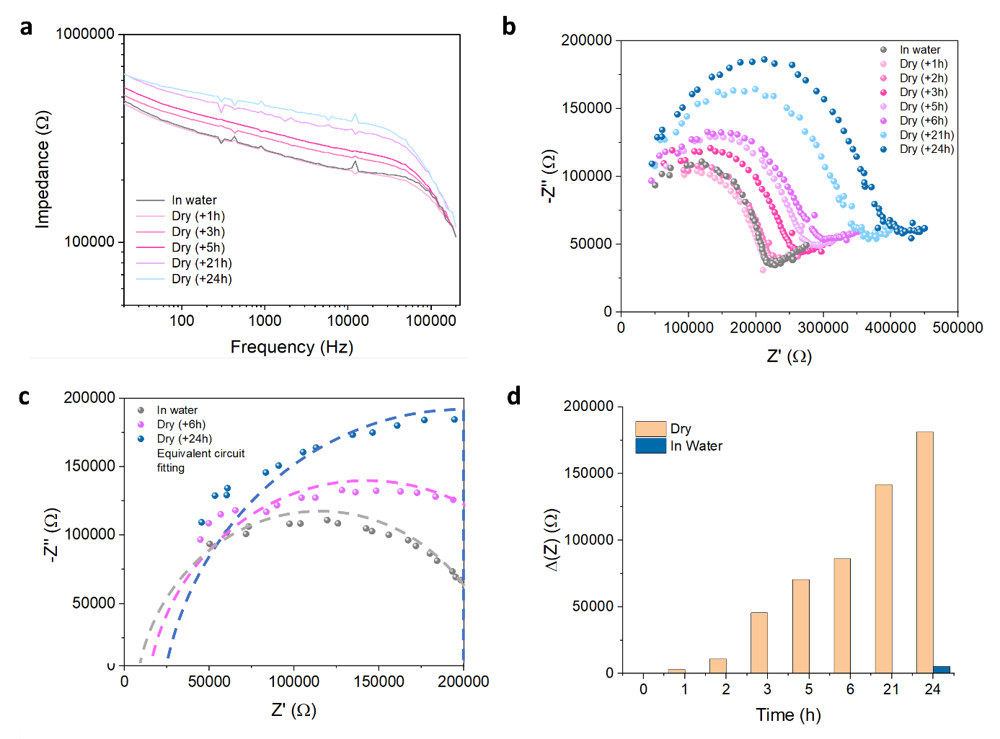 a
1000000
100000
Impedance (Ω)
In water
Dry (+1h)
Dry (+3h)
Dry (+5h)
Dry (+21h)
Dry (+24h)
100
1000
10000
100000
Frequency (Hz)
b
200000
150000
100000
50000
0
-Z'' (Ω)
In water
Dry (+1h)
Dry (+2h)
Dry (+3h)
Dry (+5h)
Dry (+6h)
Dry (+21h)
Dry (+24h)
0
100000
200000
300000
400000
500000
Z' (Ω)
c
200000
150000
100000
50000
0
-Z'' (Ω)
In water
Dry (+6h)
Dry (+24h)
Equivalent circuit
fitting
0
50000
100000
150000
200000
Z' (Ω)
d
200000
150000
100000
50000
0
Δ(Z) (Ω)
Dry
In Water
0
1
2
3
5
6
21
24
Time (h)